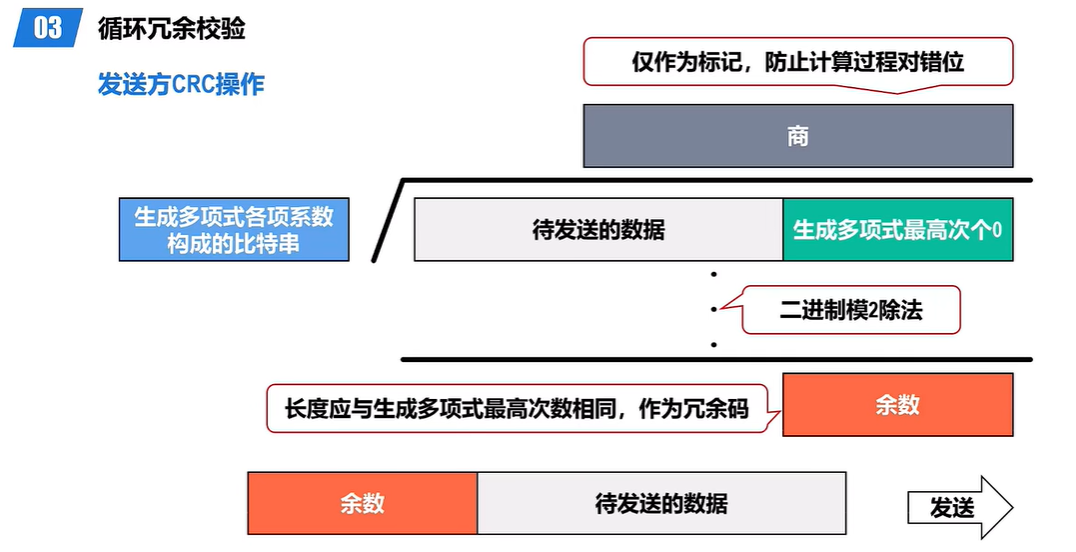 03 循环冗余校验
发送方CRC操作
仅作为标记，防止计算过程对错位
商
生成多项式各项系数
构成的比特串
待发送的数据
生成多项式最高次个0
二进制模2除法
长度应与生成多项式最高次数相同，作为冗余码
余数
余数
待发送的数据
发送